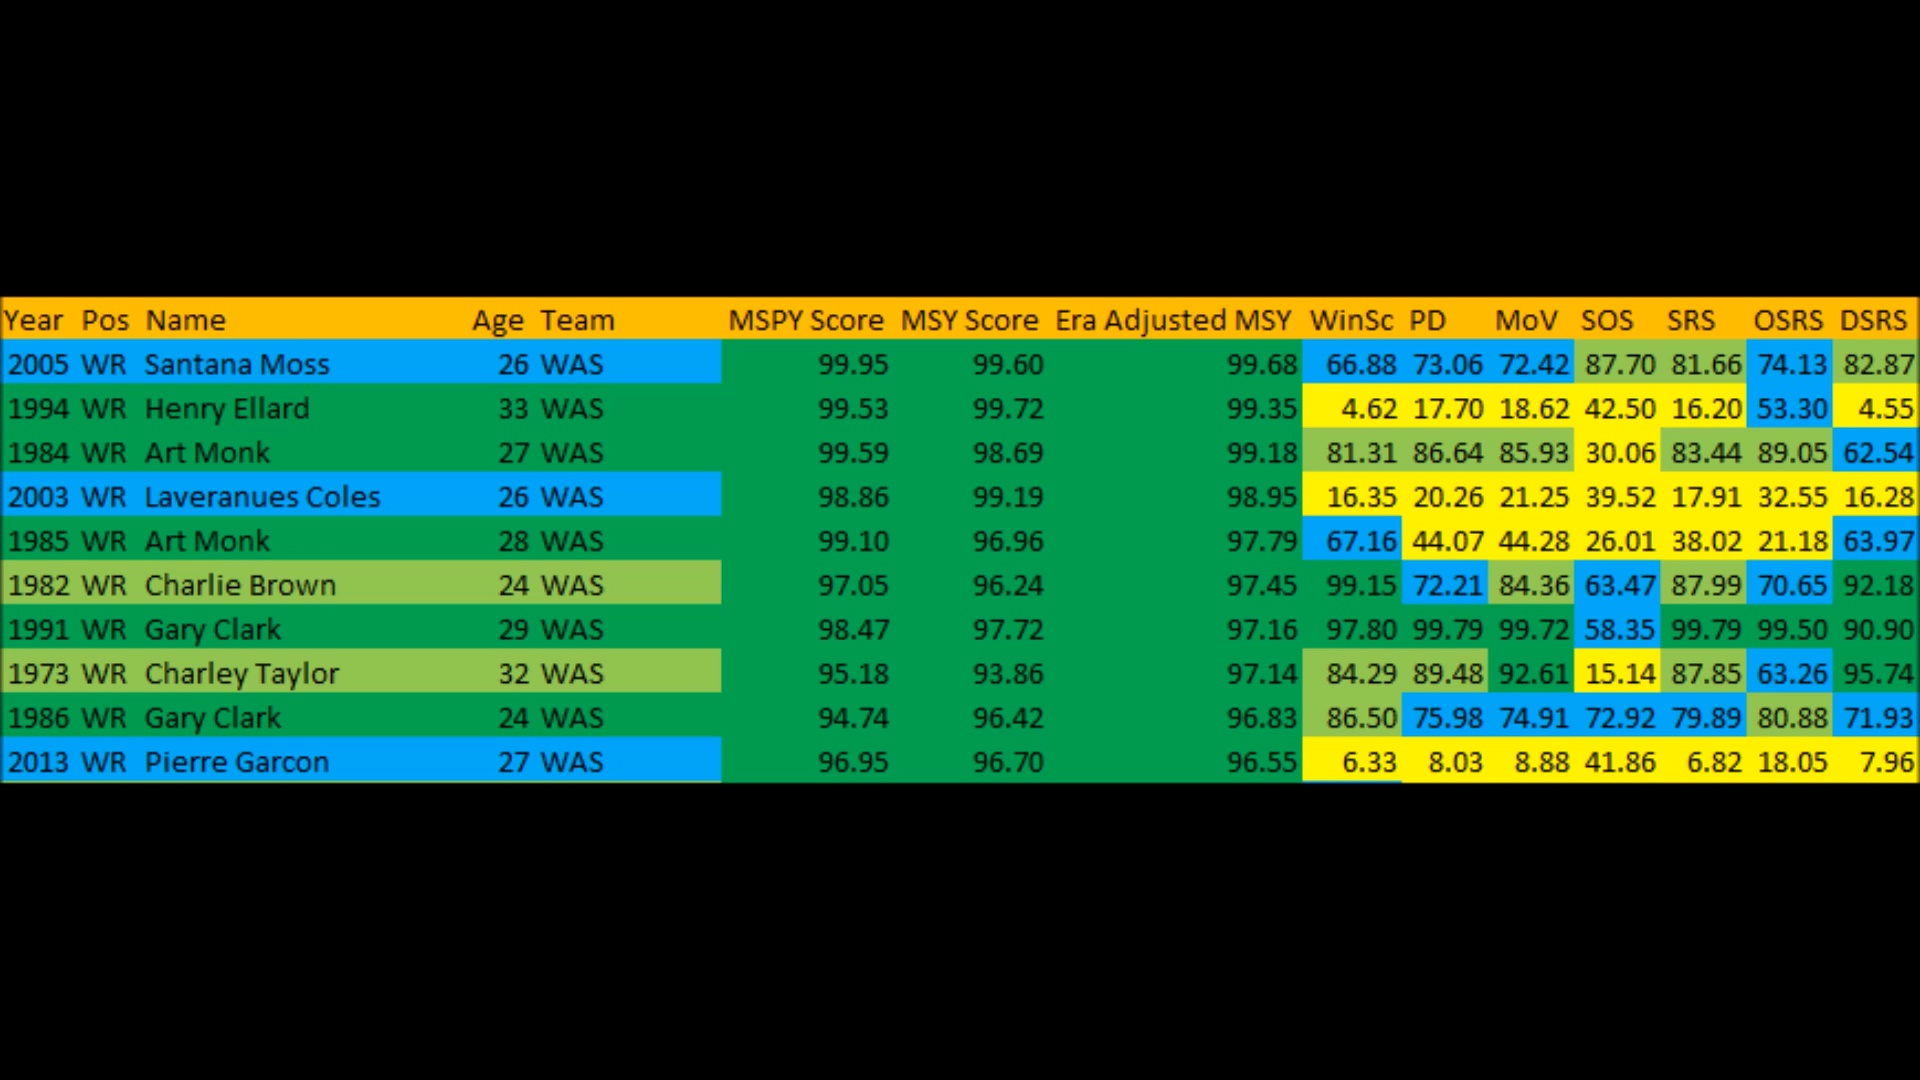 Year Pos Name Age Team MSPY Score MSY Score Era Adjusted MSY WinSc PD MoV SOS SRS OSRS DSRS
2005 WR Santana Moss 26 WAS 99.95 99.60 99.68 66.88 73.06 72.42 87.70 81.66 74.13 82.87
1994 WR Henry Ellard 33 WAS 99.53 99.72 99.35 4.62 17.70 18.62 42.50 16.20 53.30 4.55
1984 WR Art Monk 27 WAS 99.59 98.69 99.18 81.31 86.64 85.93 30.06 83.44 89.05 62.54
2003 WR Laveranues Coles 26 WAS 98.86 99.19 98.95 16.35 20.26 21.25 39.52 17.91 32.55 16.28
1985 WR Art Monk 28 WAS 99.10 96.96 97.79 67.16 44.07 44.28 26.01 38.02 21.18 63.97
1982 WR Charlie Brown 24 WAS 97.05 96.24 97.45 99.15 72.21 84.36 63.47 87.99 70.65 92.18
1991 WR Gary Clark 29 WAS 98.47 97.72 97.16 97.80 99.79 99.72 58.35 99.79 99.50 90.90
1973 WR Charley Taylor 32 WAS 95.18 93.86 97.14 84.29 89.48 92.61 15.14 87.85 63.26 95.74
1986 WR Gary Clark 24 WAS 94.74 96.42 96.83 86.50 75.98 74.91 72.92 79.89 80.88 71.93
2013 WR Pierre Garcon 27 WAS 96.95 96.70 96.55 6.33 8.03 8.88 41.86 6.82 18.05 7.96